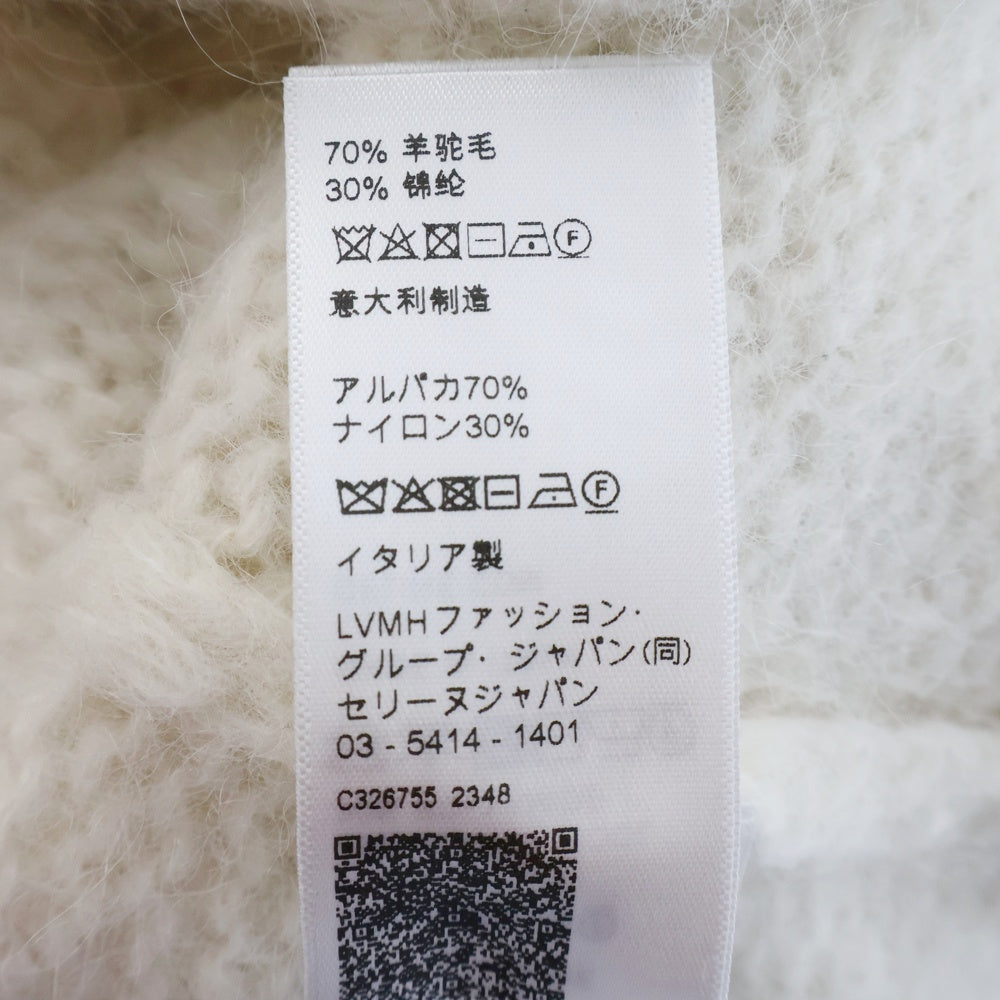 70% 羊驼毛
30% 锦纶
F
意大利制造
アルパカ70%
ナイロン30%
F
イタリア製
LVMHファッション·
グループ· ジャパン(同)
セリーヌジャパン
03 - 5414 - 1401
C326755 2348